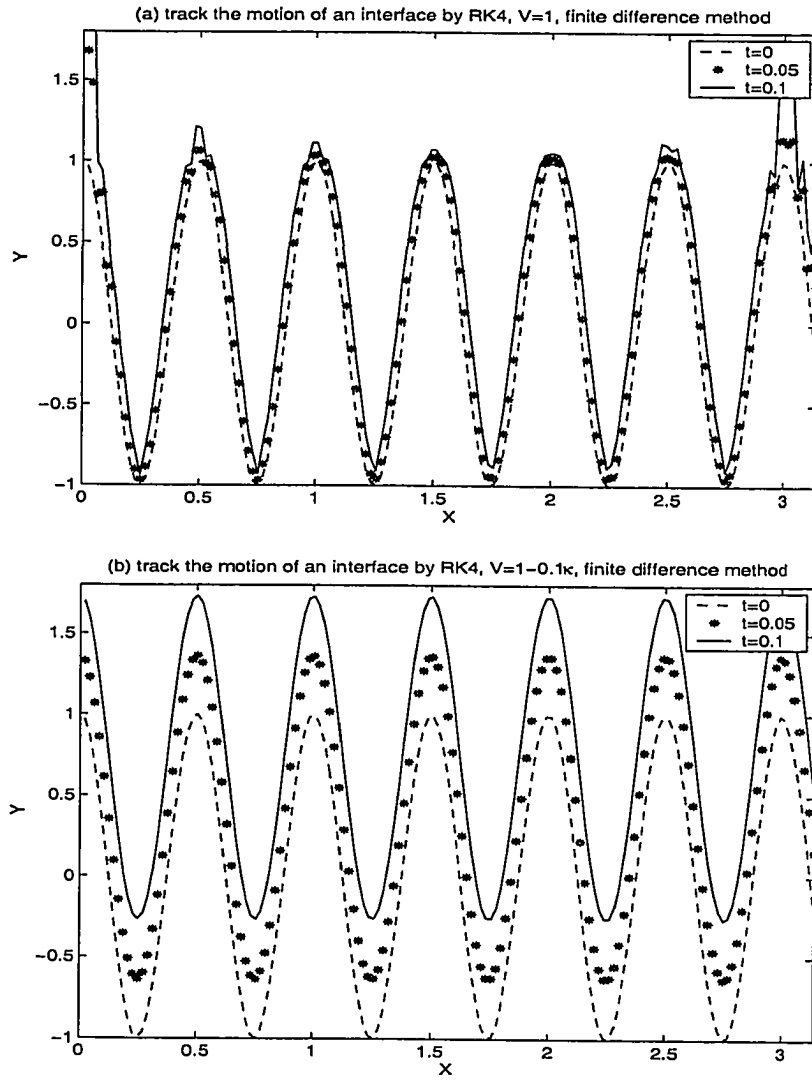 (a) track the motion of an interface by RK4, V=1, finite difference method
t=0
t=0.05
t=0.1
1.5
1
0.5
0
−0.5
−1
Y
0
0.5
1
1.5
2
2.5
3
X
(b) track the motion of an interface by RK4, V=1−0.1κ, finite difference method
t=0
t=0.05
t=0.1
1.5
1
0.5
0
−0.5
−1
Y
0
0.5
1
1.5
2
2.5
3
X